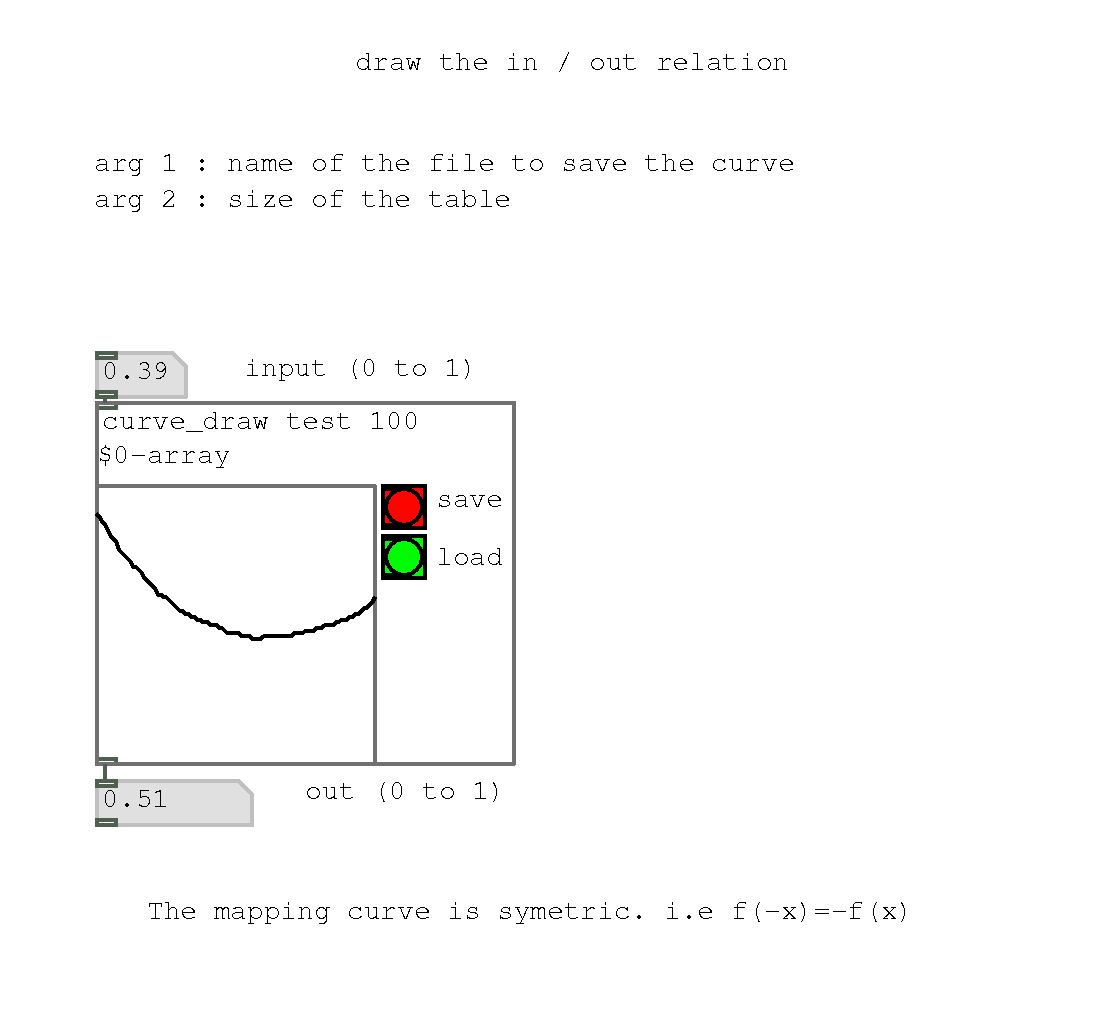 draw the in / out relation
arg 1 : name of the file to save the curve
arg 2 : size of the table
0.39
input (0 to 1)
curve_draw test 100
$0-array
save
load
0.51
out (0 to 1)
The mapping curve is symetric. i.e f(-x)=-f(x)